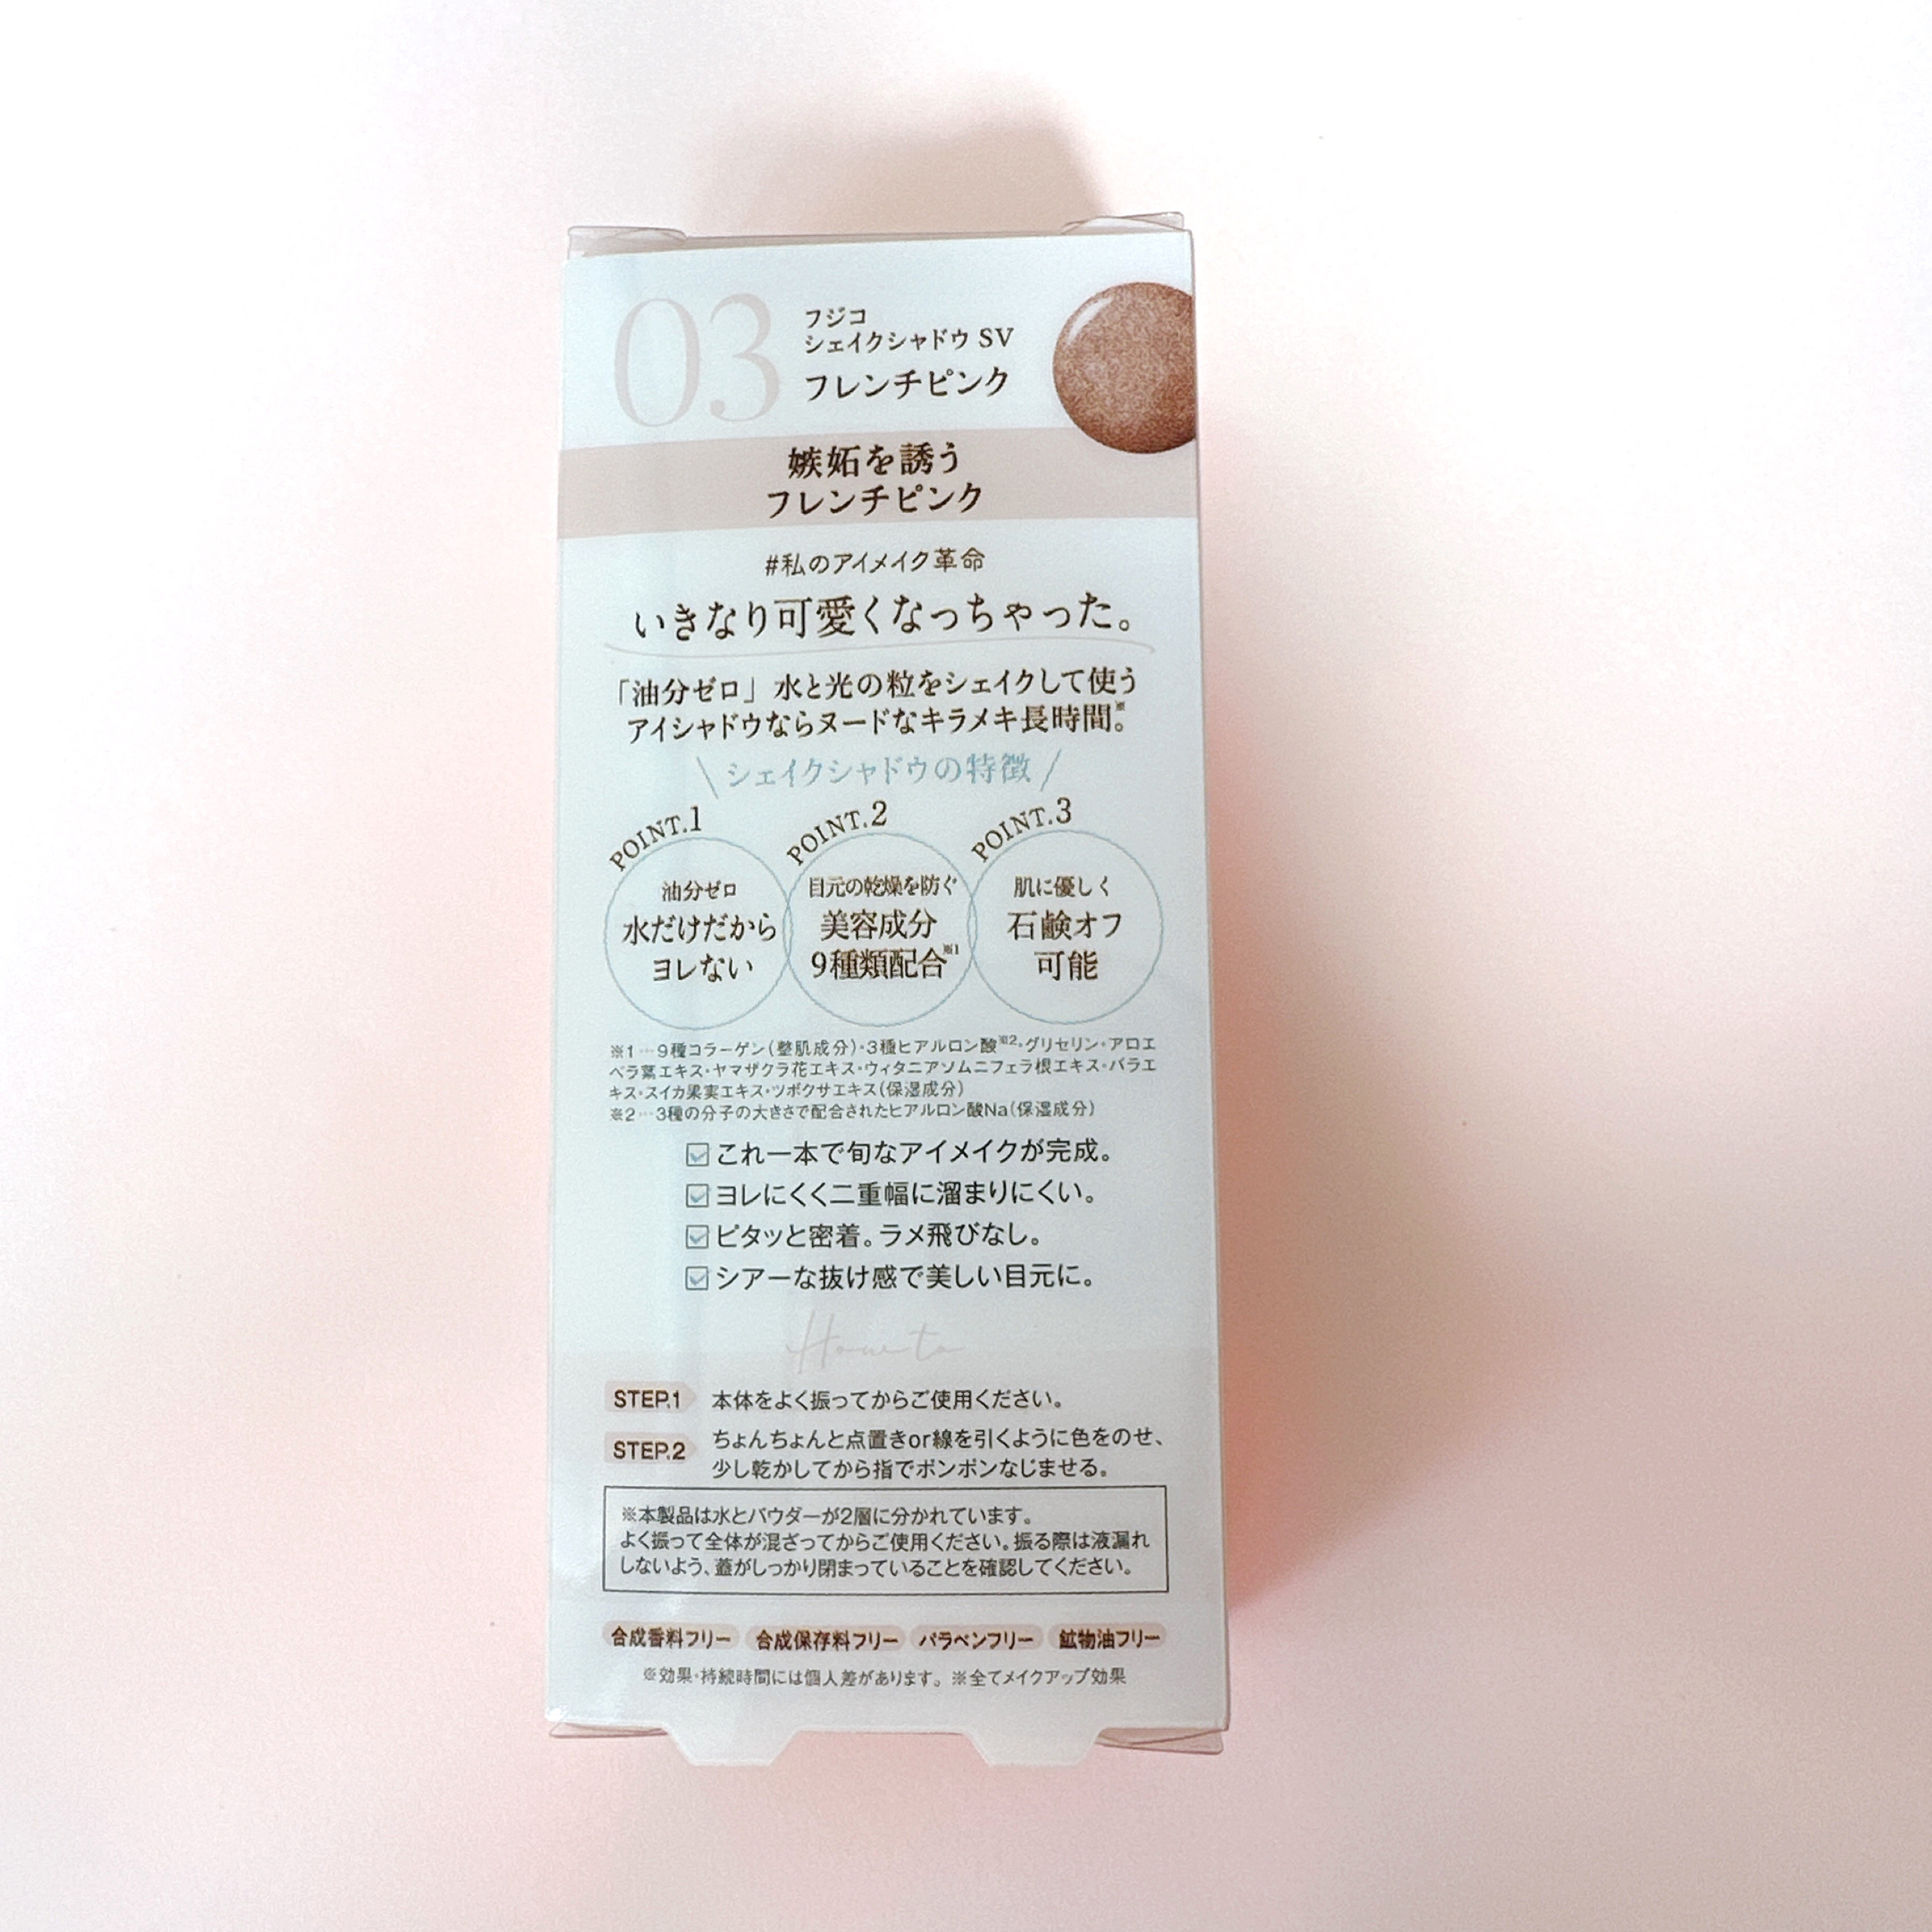 03
フジコ
シェイクシャドウ SV
フレンチピンク
嫉妬を誘う
フレンチピンク
#私のアイメイク革命
いきなり可愛くなっちゃった。
「油分ゼロ」水と光の粒をシェイクして使う
アイシャドウならヌードなキラメキ長時間。※
\ シェイクシャドウの特徴 /
POINT.1
油分ゼロ
水だけだから
ヨレない
POINT.2
目元の乾燥を防ぐ
美容成分
9種類配合※1
POINT.3
肌に優しく
石鹸オフ
可能
※1…9種コラーゲン(整肌成分)・3種ヒアルロン酸※2・グリセリン・アロエ
ベラ葉エキス・ヤマザクラ花エキス・ウィタニアソムニフェラ根エキス・バラエ
キス・スイカ果実エキス・ツボクサエキス(保湿成分)
※2…3種の分子の大きさで配合されたヒアルロン酸Na(保湿成分)
☑これ一本で旬なアイメイクが完成。
☑ヨレにくく二重幅に溜まりにくい。
☑ピタッと密着。ラメ飛びなし。
☑シアーな抜け感で美しい目元に。
How to
STEP.1 本体をよく振ってからご使用ください。
STEP.2 ちょんちょんと点置きor線を引くように色をのせ、
少し乾かしてから指でポンポンなじませる。
※本製品は水とパウダーが2層に分かれています。
よく振って全体が混ざってからご使用ください。振る際は液漏れ
しないよう、蓋がしっかり閉まっていることを確認してください。
合成香料フリー 合成保存料フリー パラベンフリー 鉱物油フリー
※効果・持続時間には個人差があります。※全てメイクアップ効果